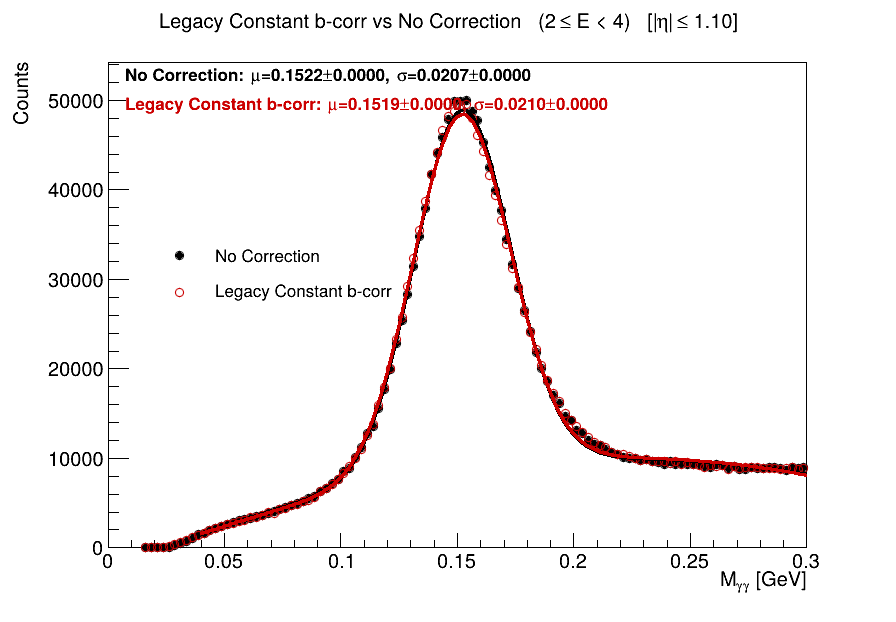 Legacy Constant b-corr vs No Correction (2 ≤ E < 4) [|η| ≤ 1.10]
Counts
No Correction: μ=0.1522±0.0000, σ=0.0207±0.0000
Legacy Constant b-corr: μ=0.1519±0.0000, σ=0.0210±0.0000
50000
40000
30000
20000
10000
0
No Correction
Legacy Constant b-corr
0 0.05 0.1 0.15 0.2 0.25 0.3
Mγγ [GeV]